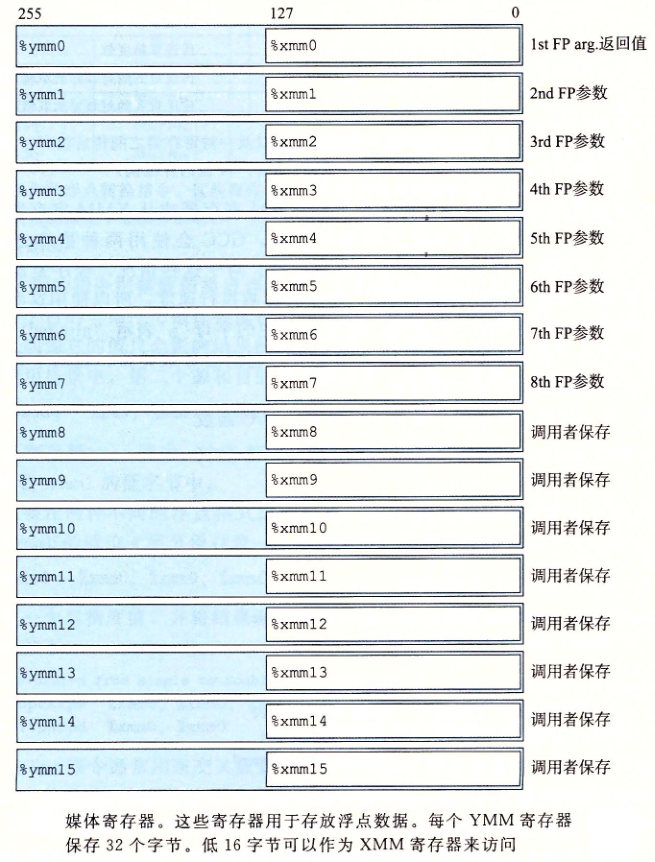 255 127 0
%ymm0 %xmm0 1st FP arg.返回值
%ymm1 %xmm1 2nd FP参数
%ymm2 %xmm2 3rd FP参数
%ymm3 %xmm3 4th FP参数
%ymm4 %xmm4 5th FP参数
%ymm5 %xmm5 6th FP参数
%ymm6 %xmm6 7th FP参数
%ymm7 %xmm7 8th FP参数
%ymm8 %xmm8 调用者保存
%ymm9 %xmm9 调用者保存
%ymm10 %xmm10 调用者保存
%ymm11 %xmm11 调用者保存
%ymm12 %xmm12 调用者保存
%ymm13 %xmm13 调用者保存
%ymm14 %xmm14 调用者保存
%ymm15 %xmm15 调用者保存
媒体寄存器。这些寄存器用于存放浮点数据。每个 YMM 寄存器
保存 32 个字节。低 16 字节可以作为 XMM 寄存器来访问